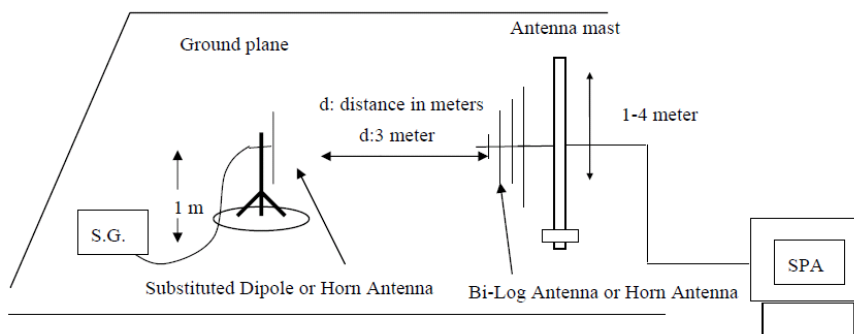 Antenna mast
Ground plane
d: distance in meters
d:3 meter
1-4 meter
1 m
S.G.
SPA
Substituted Dipole or Horn Antenna
Bi-Log Antenna or Horn Antenna